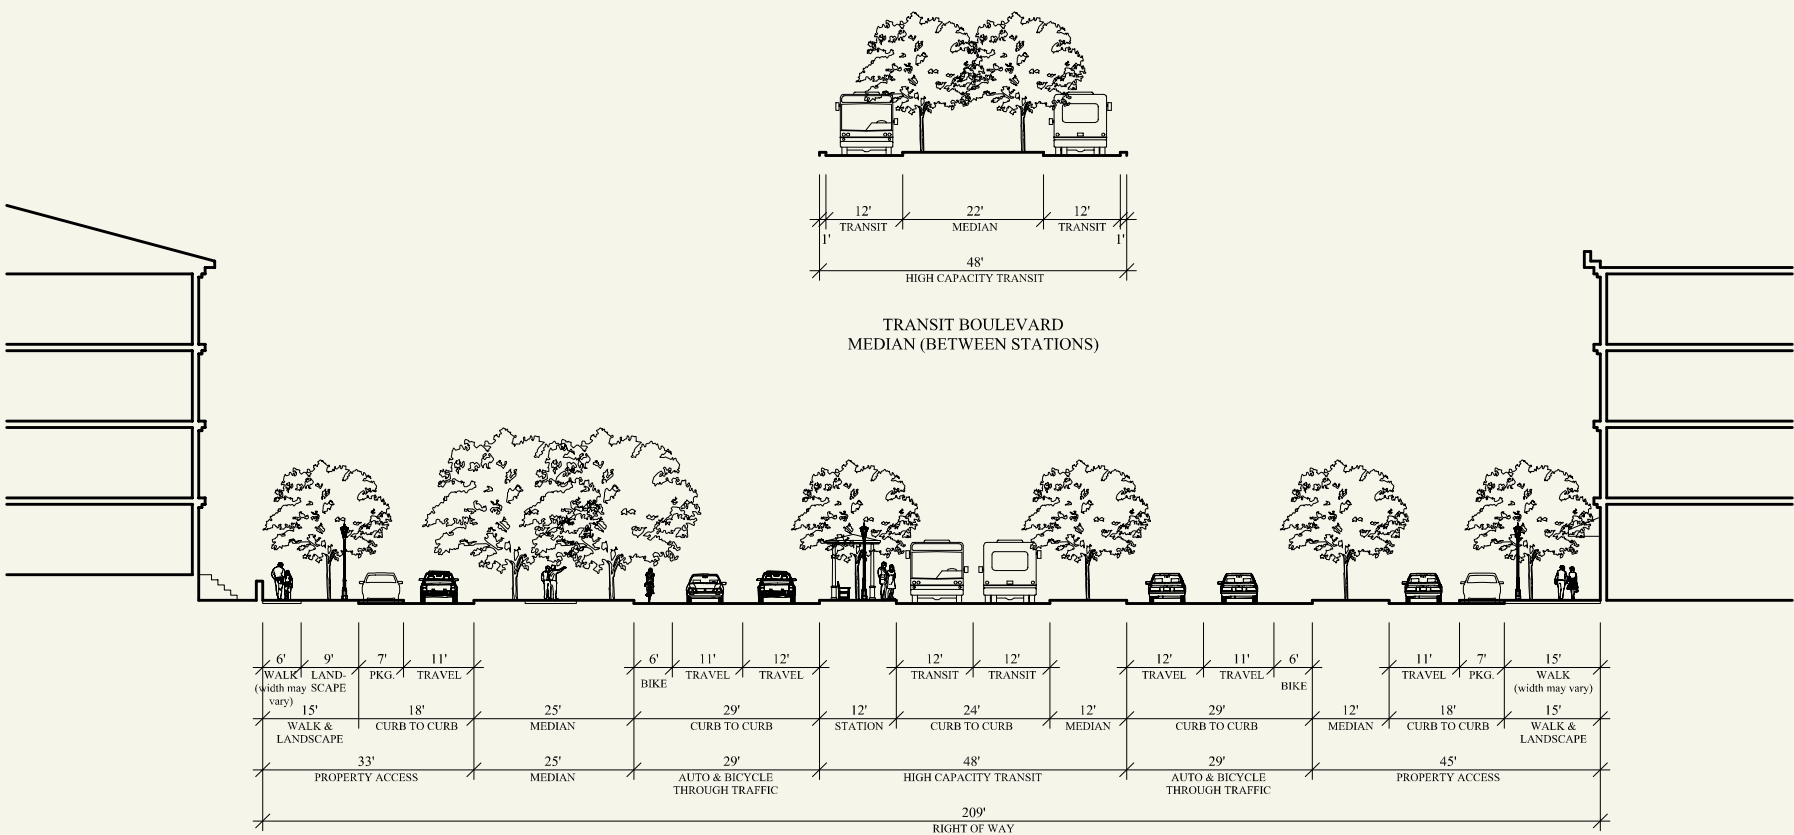 12' 22' 12'
TRANSIT MEDIAN TRANSIT
1' 1'
48'
HIGH CAPACITY TRANSIT
TRANSIT BOULEVARD
MEDIAN (BETWEEN STATIONS)
6' 9' 7' 11' 6' 11' 12' 12' 12' 12' 11' 6' 11' 7' 15'
WALK LAND- PKG. TRAVEL BIKE TRAVEL TRAVEL TRANSIT TRANSIT TRAVEL TRAVEL BIKE TRAVEL PKG. WALK
(width may SCAPE (width may vary)
vary)
15' 18' 25' 29' 12' 24' 12' 29' 12' 18' 15'
WALK & CURB TO CURB MEDIAN CURB TO CURB STATION CURB TO CURB MEDIAN CURB TO CURB MEDIAN CURB TO CURB WALK &
LANDSCAPE LANDSCAPE
33' 25' 29' 48' 29' 45'
PROPERTY ACCESS MEDIAN AUTO & BICYCLE HIGH CAPACITY TRANSIT AUTO & BICYCLE PROPERTY ACCESS
THROUGH TRAFFIC THROUGH TRAFFIC
209'
RIGHT OF WAY